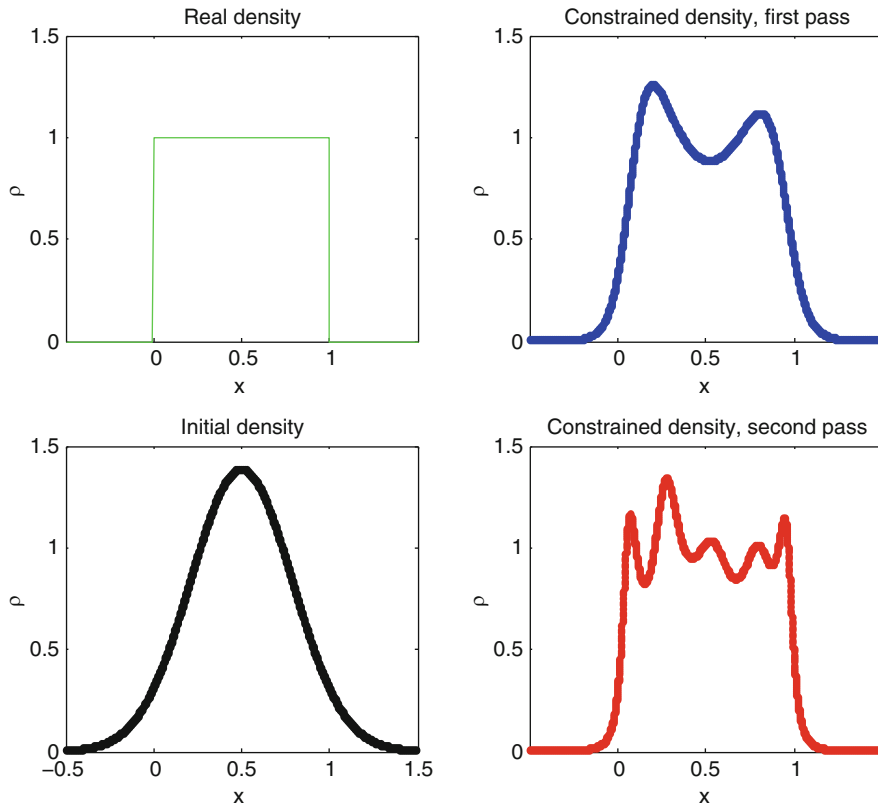 Real density
1.5
1
0.5
0
ρ
0 0.5 1
x
Constrained density, first pass
1.5
1
0.5
0
ρ
0 0.5 1
x
Initial density
1.5
1
0.5
0
ρ
−0.5 0 0.5 1 1.5
x
Constrained density, second pass
1.5
1
0.5
0
ρ
0 0.5 1
x